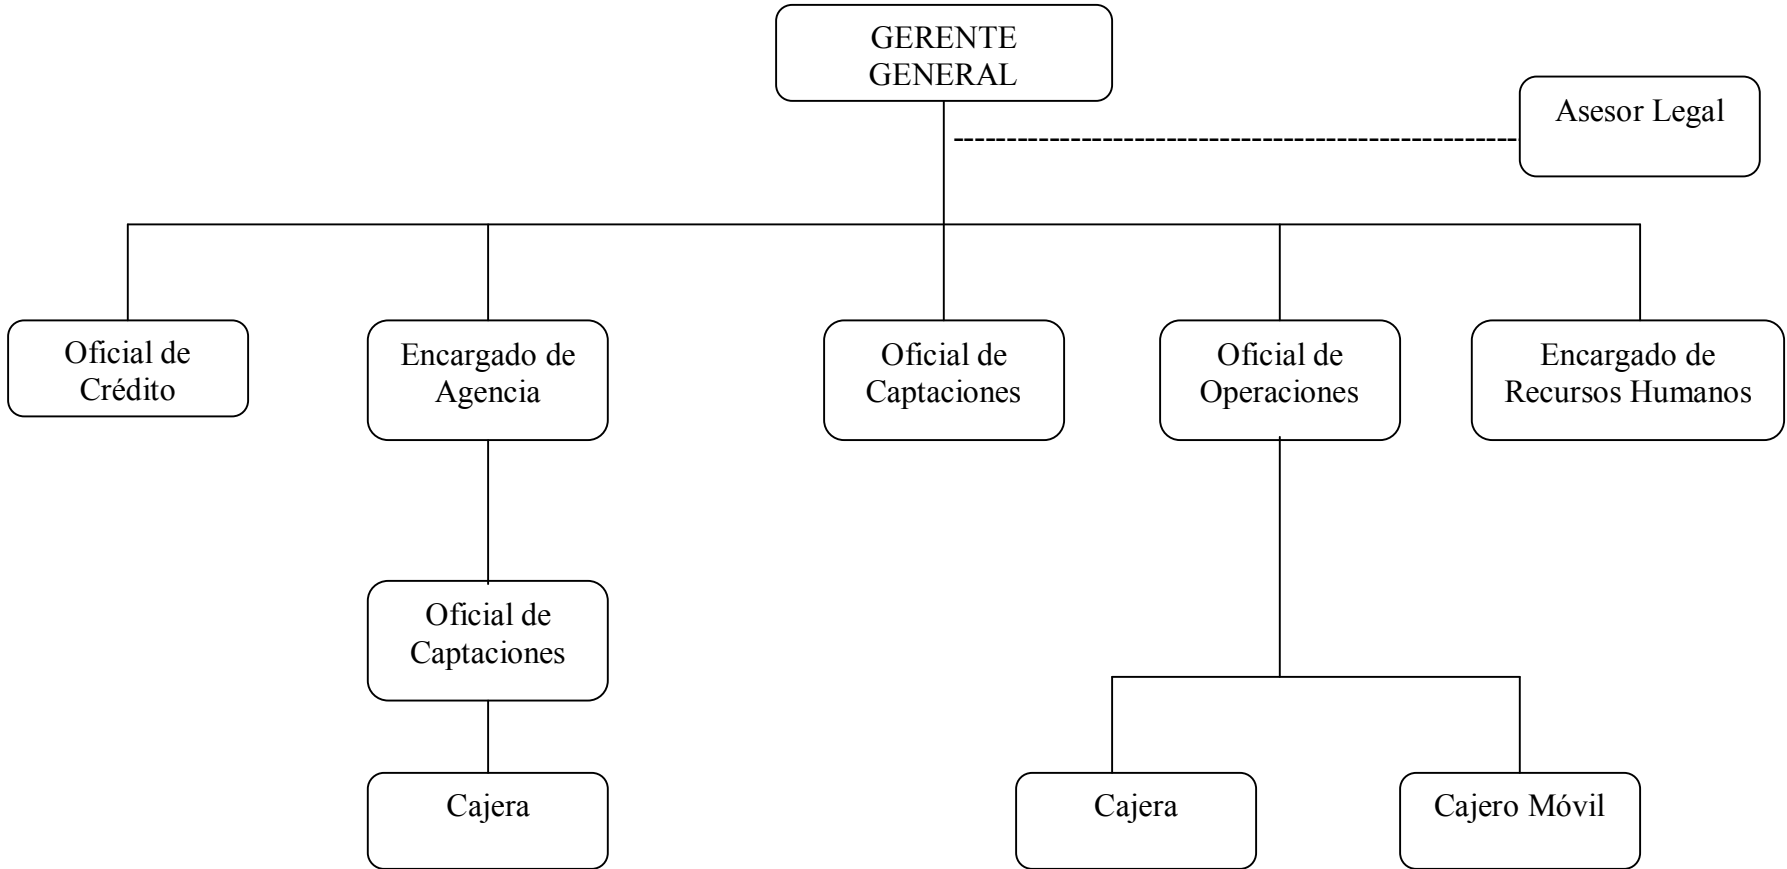 GERENTE
GENERAL
Asesor Legal
Oficial de
Crédito
Encargado de
Agencia
Oficial de
Captaciones
Oficial de
Operaciones
Encargado de
Recursos Humanos
Oficial de
Captaciones
Cajera
Cajera
Cajero Móvil